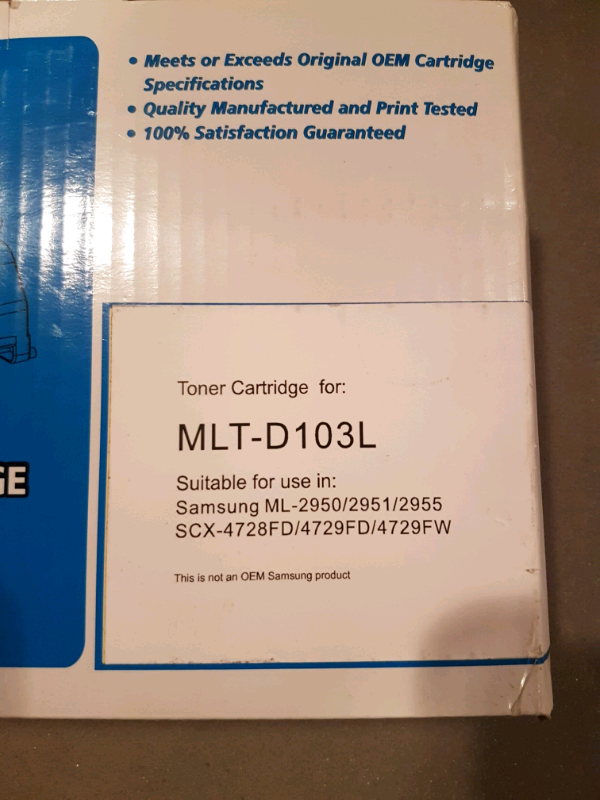 • Meets or Exceeds Original OEM Cartridge
Specifications
• Quality Manufactured and Print Tested
• 100% Satisfaction Guaranteed
GE
Toner Cartridge for:
MLT-D103L
Suitable for use in:
Samsung ML-2950/2951/2955
SCX-4728FD/4729FD/4729FW
This is not an OEM Samsung product